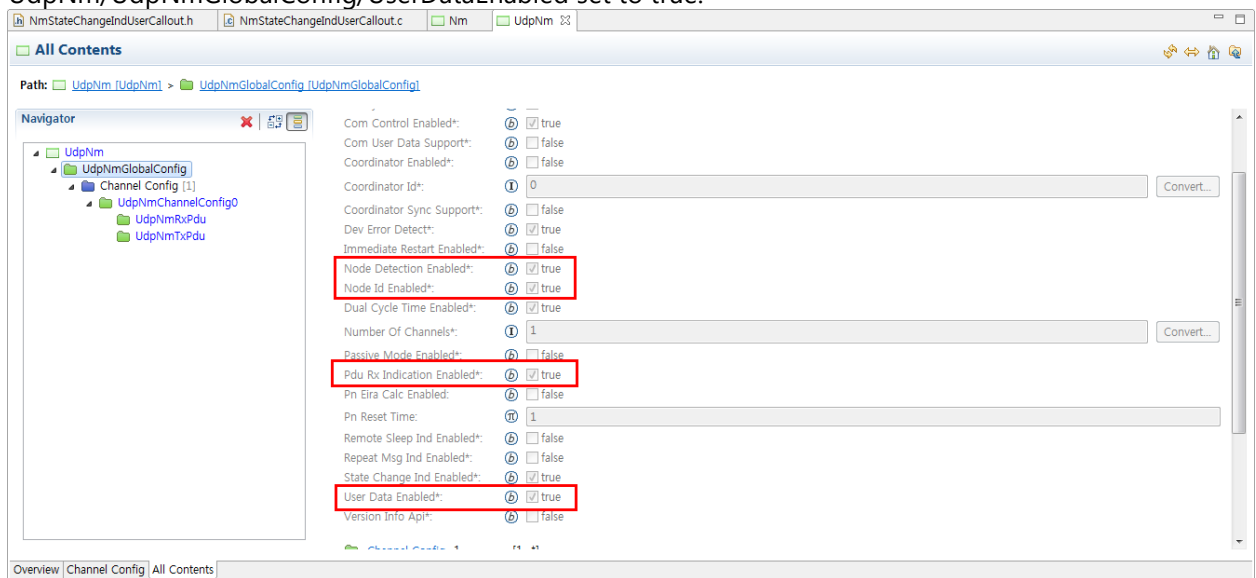 UdpNm/UdpNmGlobalConfig/UserDataEnabled set to true.
NmStateChangeIndUserCallout.h NmStateChangeIndUserCallout.c Nm UdpNm
All Contents
Path: UdpNm [UdpNm] > UdpNmGlobalConfig [UdpNmGlobalConfig]
Navigator
UdpNm
UdpNmGlobalConfig
Channel Config [1]
UdpNmChannelConfig0
UdpNmRxPdu
UdpNmTxPdu
Com Control Enabled*: true
Com User Data Support*: false
Coordinator Enabled*: false
Coordinator Id*: 0 Convert...
Coordinator Sync Support*: false
Dev Error Detect*: true
Immediate Restart Enabled*: false
Node Detection Enabled*: true
Node Id Enabled*: true
Dual Cycle Time Enabled*: true
Number Of Channels*: 1 Convert...
Passive Mode Enabled*: false
Pdu Rx Indication Enabled*: true
Pn Eira Calc Enabled: false
Pn Reset Time: 1
Remote Sleep Ind Enabled*: false
Repeat Msg Ind Enabled*: false
State Change Ind Enabled*: true
User Data Enabled*: true
Version Info Api*: false
Channel Config 1 [1..*]
Overview Channel Config All Contents